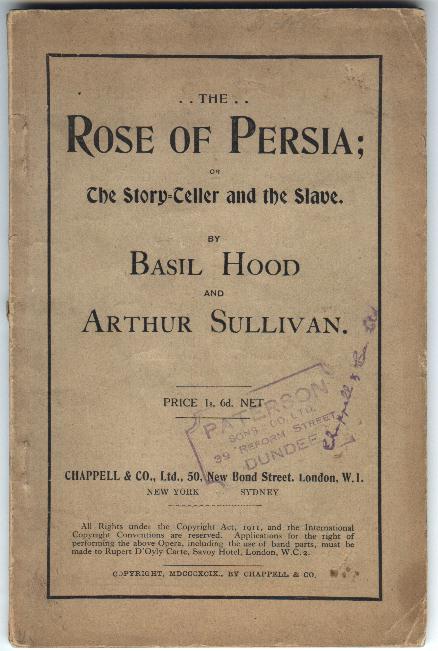 . . THE . .
ROSE OF PERSIA;
OR
The Story=Teller and the Slave.
BY
BASIL HOOD
AND
ARTHUR SULLIVAN.
PRICE 1s. 6d. NET
PATERSON
SONS & CO. LTD.
39 REFORM STREET
DUNDEE
CHAPPELL & CO., Ltd., 50, New Bond Street, London, W.1.
NEW YORK SYDNEY
All Rights under the Copyright Act, 1911, and the International
Copyright Conventions are reserved. Applications for the right of
performing the above Opera, including the use of band parts, must be
made to Rupert D'Oyly Carte, Savoy Hotel, London, W.C.2.
COPYRIGHT, MDCCCXCIX., BY CHAPPELL & CO.